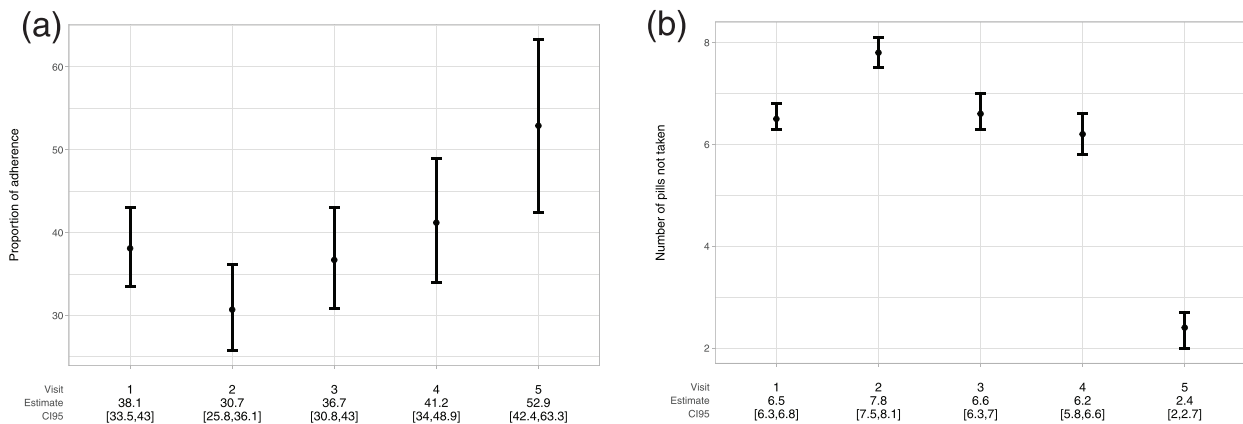 (a)
Proportion of adherence
60
50
40
30
Visit 1 2 3 4 5
Estimate 38.1 30.7 36.7 41.2 52.9
CI95 [33.5,43] [25.8,36.1] [30.8,43] [34,48.9] [42.4,63.3]
(b)
Number of pills not taken
8
6
4
2
Visit 1 2 3 4 5
Estimate 6.5 7.8 6.6 6.2 2.4
CI95 [6.3,6.8] [7.5,8.1] [6.3,7] [5.8,6.6] [2,2.7]